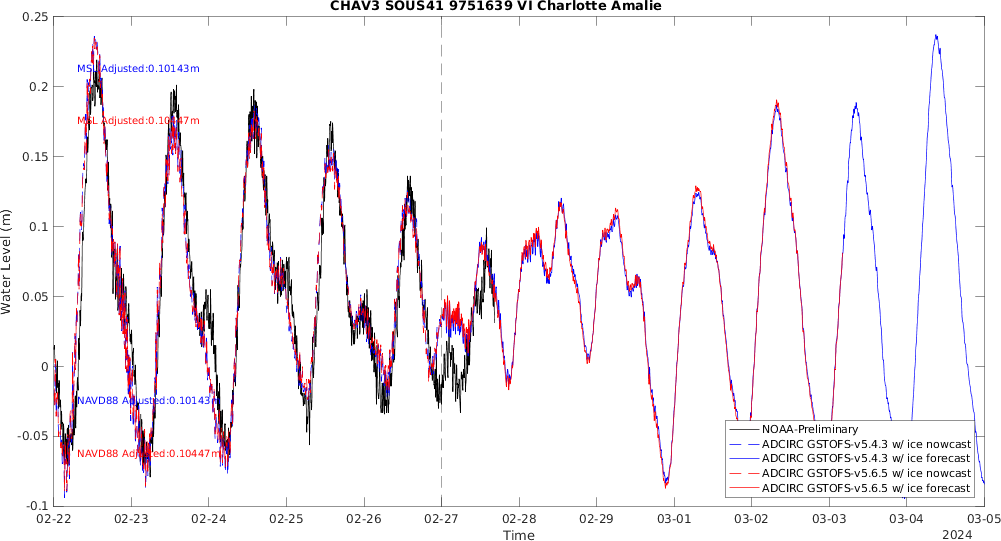 CHAV3 SOUS41 9751639 VI Charlotte Amalie
0.25
0.2
0.15
0.1
0.05
0
-0.05
-0.1
Water Level (m)
MSL Adjusted:0.10143m
MSL Adjusted:0.10447m
NAVD88 Adjusted:0.10143m
NAVD88 Adjusted:0.10447m
NOAA-Preliminary
ADCIRC GSTOFS-v5.4.3 w/ ice nowcast
ADCIRC GSTOFS-v5.4.3 w/ ice forecast
ADCIRC GSTOFS-v5.6.5 w/ ice nowcast
ADCIRC GSTOFS-v5.6.5 w/ ice forecast
02-22 02-23 02-24 02-25 02-26 02-27 02-28 02-29 03-01 03-02 03-03 03-04 03-05
Time
2024